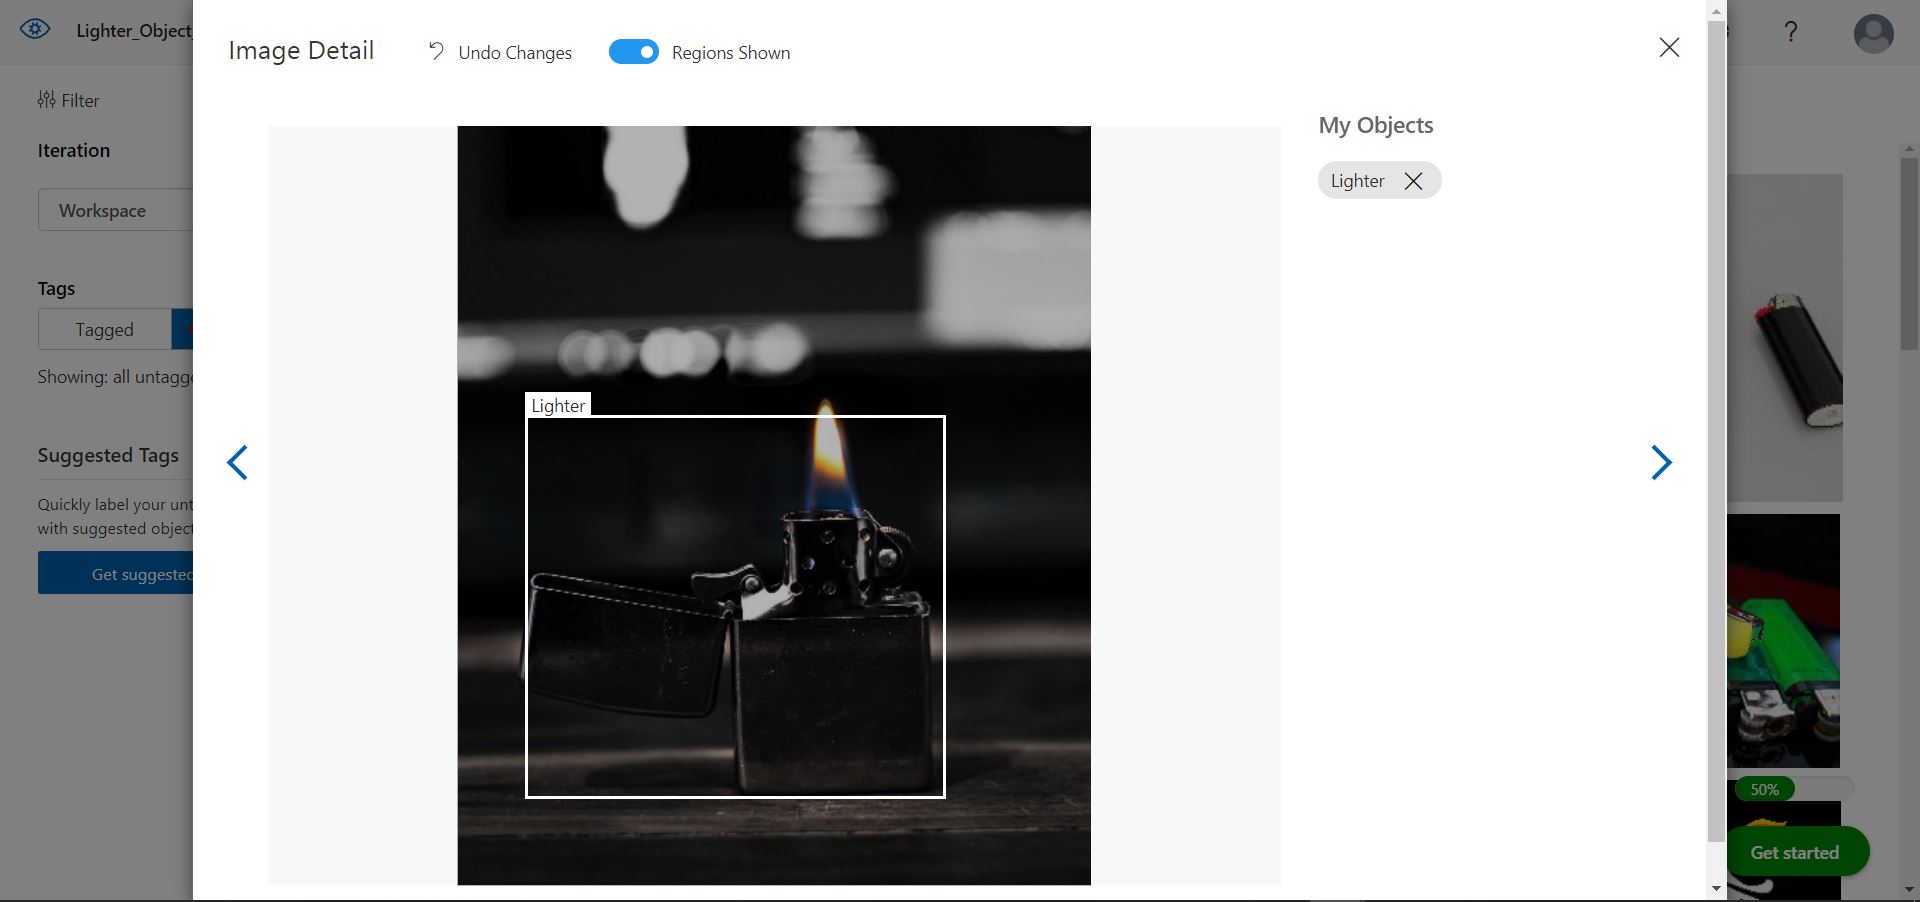 Lighter_Object
?
Image Detail
Undo Changes
Regions Shown
Filter
Iteration
Workspace
Tags
Tagged
Showing: all untagge
Suggested Tags
Quickly label your unt
with suggested object
Get suggested
My Objects
Lighter
Lighter
50%
Get started